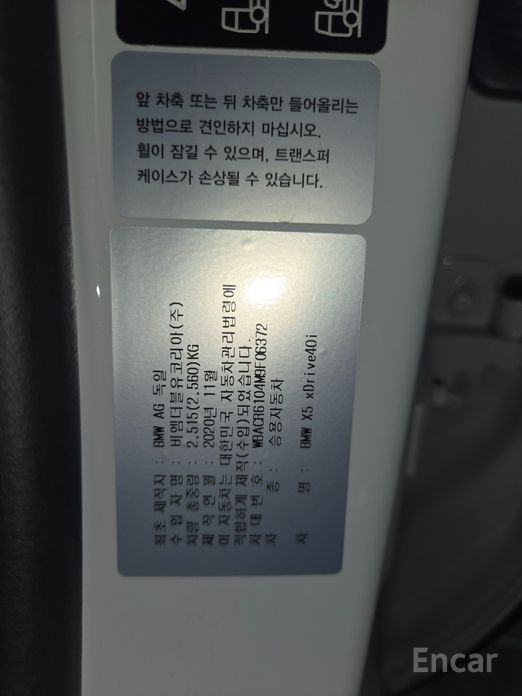 앞 차축 또는 뒤 차축만 들어올리는
방법으로 견인하지 마십시오.
휠이 잠길 수 있으며, 트랜스퍼
케이스가 손상될 수 있습니다.
최초 제작자 : BMW AG 독일
수 입 자 명 : 비엠더블유코리아(주)
차량 총중량 : 2,515(2,560)KG
제 작 연 월 : 2020년 11월
이 자동차는 대한민국 자동차관리법령에
적합하게 제작(수입)되었습니다.
차 대 번 호 : WBACR6104M9F06372
차 종 : 승용자동차
차 명 : BMW X5 xDrive40i
Encar